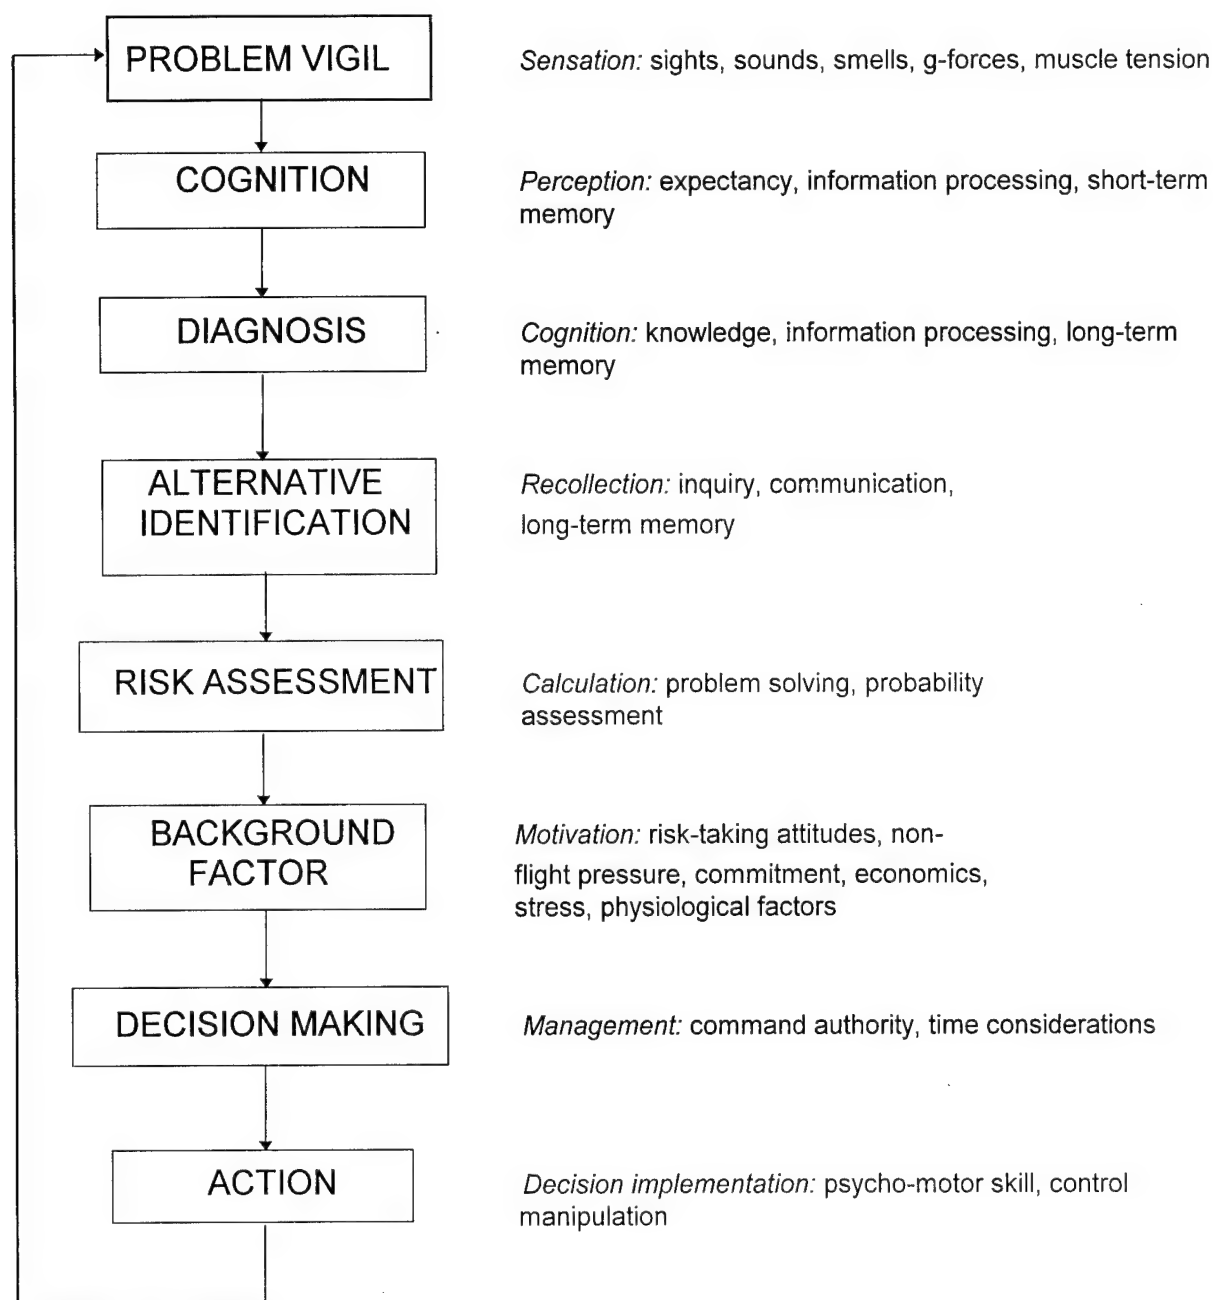 PROBLEM VIGIL
Sensation: sights, sounds, smells, g-forces, muscle tension
COGNITION
Perception: expectancy, information processing, short-term
memory
DIAGNOSIS
Cognition: knowledge, information processing, long-term
memory
ALTERNATIVE
IDENTIFICATION
Recollection: inquiry, communication,
long-term memory
RISK ASSESSMENT
Calculation: problem solving, probability
assessment
BACKGROUND
FACTOR
Motivation: risk-taking attitudes, non-
flight pressure, commitment, economics,
stress, physiological factors
DECISION MAKING
Management: command authority, time considerations
ACTION
Decision implementation: psycho-motor skill, control
manipulation